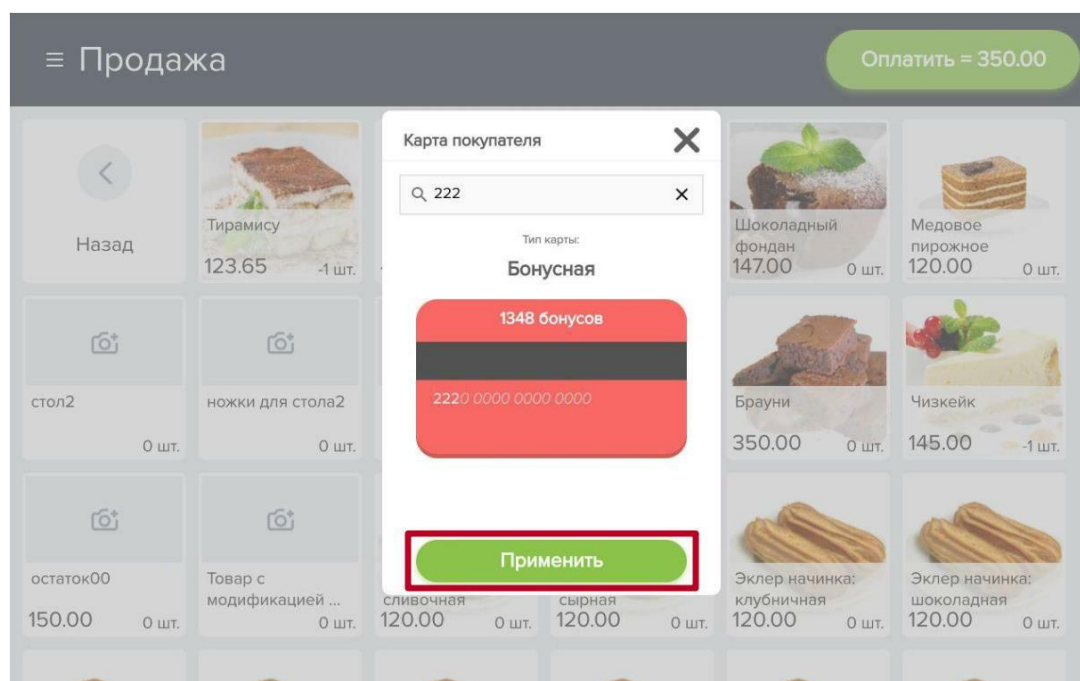 ≡ Продажа
Оплатить = 350.00
Карта покупателя
222
Тип карты:
Бонусная
1348 бонусов
2220 0000 0000 0000
Применить
Назад
Тирамису
123.65 -1 шт.
Шоколадный
фондан
147.00 0 шт.
Медовое
пирожное
120.00 0 шт.
стол2
0 шт.
ножки для стола2
0 шт.
Брауни
350.00 0 шт.
Чизкейк
145.00 -1 шт.
остаток00
150.00 0 шт.
Товар с
модификацией ...
0 шт.
сливочная
120.00 0 шт.
сырная
120.00 0 шт.
Эклер начинка:
клубничная
120.00 0 шт.
Эклер начинка:
шоколадная
120.00 0 шт.